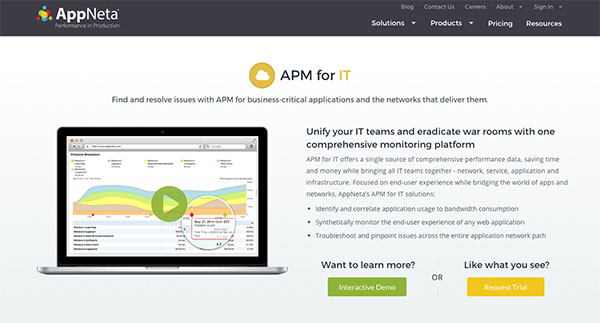 AppNeta
Performance in Production
Blog Contact Us Careers About Sign In
Solutions Products Pricing Resources
APM for IT
Find and resolve issues with APM for business-critical applications and the networks that deliver them.
Unify your IT teams and eradicate war rooms with one
comprehensive monitoring platform
APM for IT offers a single source of comprehensive performance data, saving time
and money while bringing all IT teams together - network, service, application and
infrastructure. Focused on end-user experience while bridging the world of apps and
networks, AppNeta's APM for IT solutions:
Identify and correlate application usage to bandwidth consumption
Synthetically monitor the end-user experience of any web application
Troubleshoot and pinpoint issues across the entire application network path
Want to learn more?
Interactive Demo
OR
Like what you see?
Request Trial